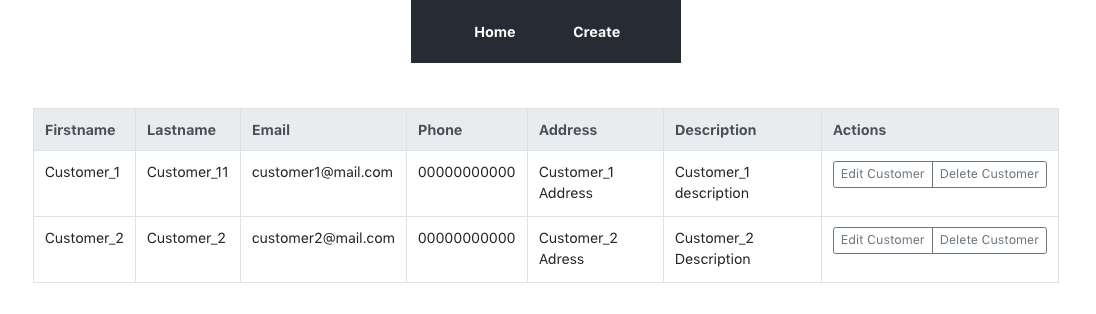 Home Create
Firstname Lastname Email Phone Address Description Actions
Customer_1 Customer_11 customer1@mail.com 00000000000 Customer_1 Customer_1 Edit Customer Delete Customer
Address description
Customer_2 Customer_2 customer2@mail.com 00000000000 Customer_2 Customer_2 Edit Customer Delete Customer
Adress Description